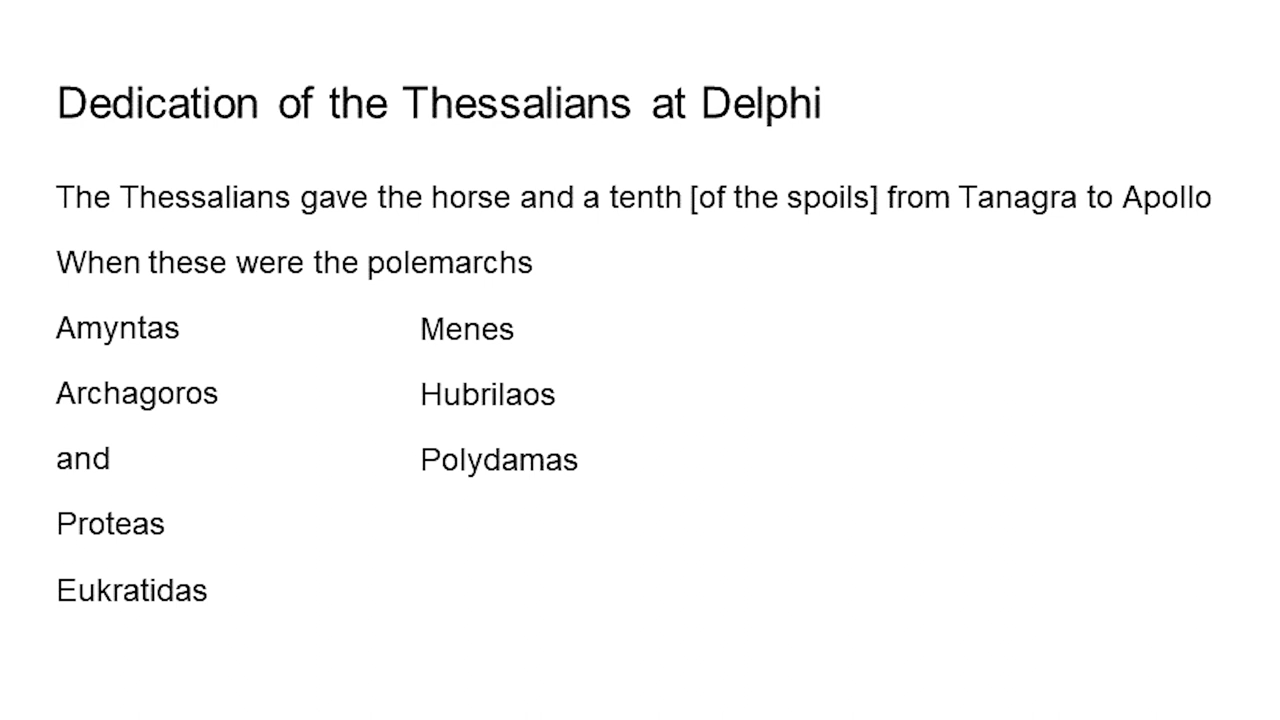 Dedication of the Thessalians at Delphi
The Thessalians gave the horse and a tenth [of the spoils] from Tanagra to Apollo
When these were the polemarchs
Amyntas Menes
Archagoros Hubrilaos
and Polydamas
Proteas
Eukratidas